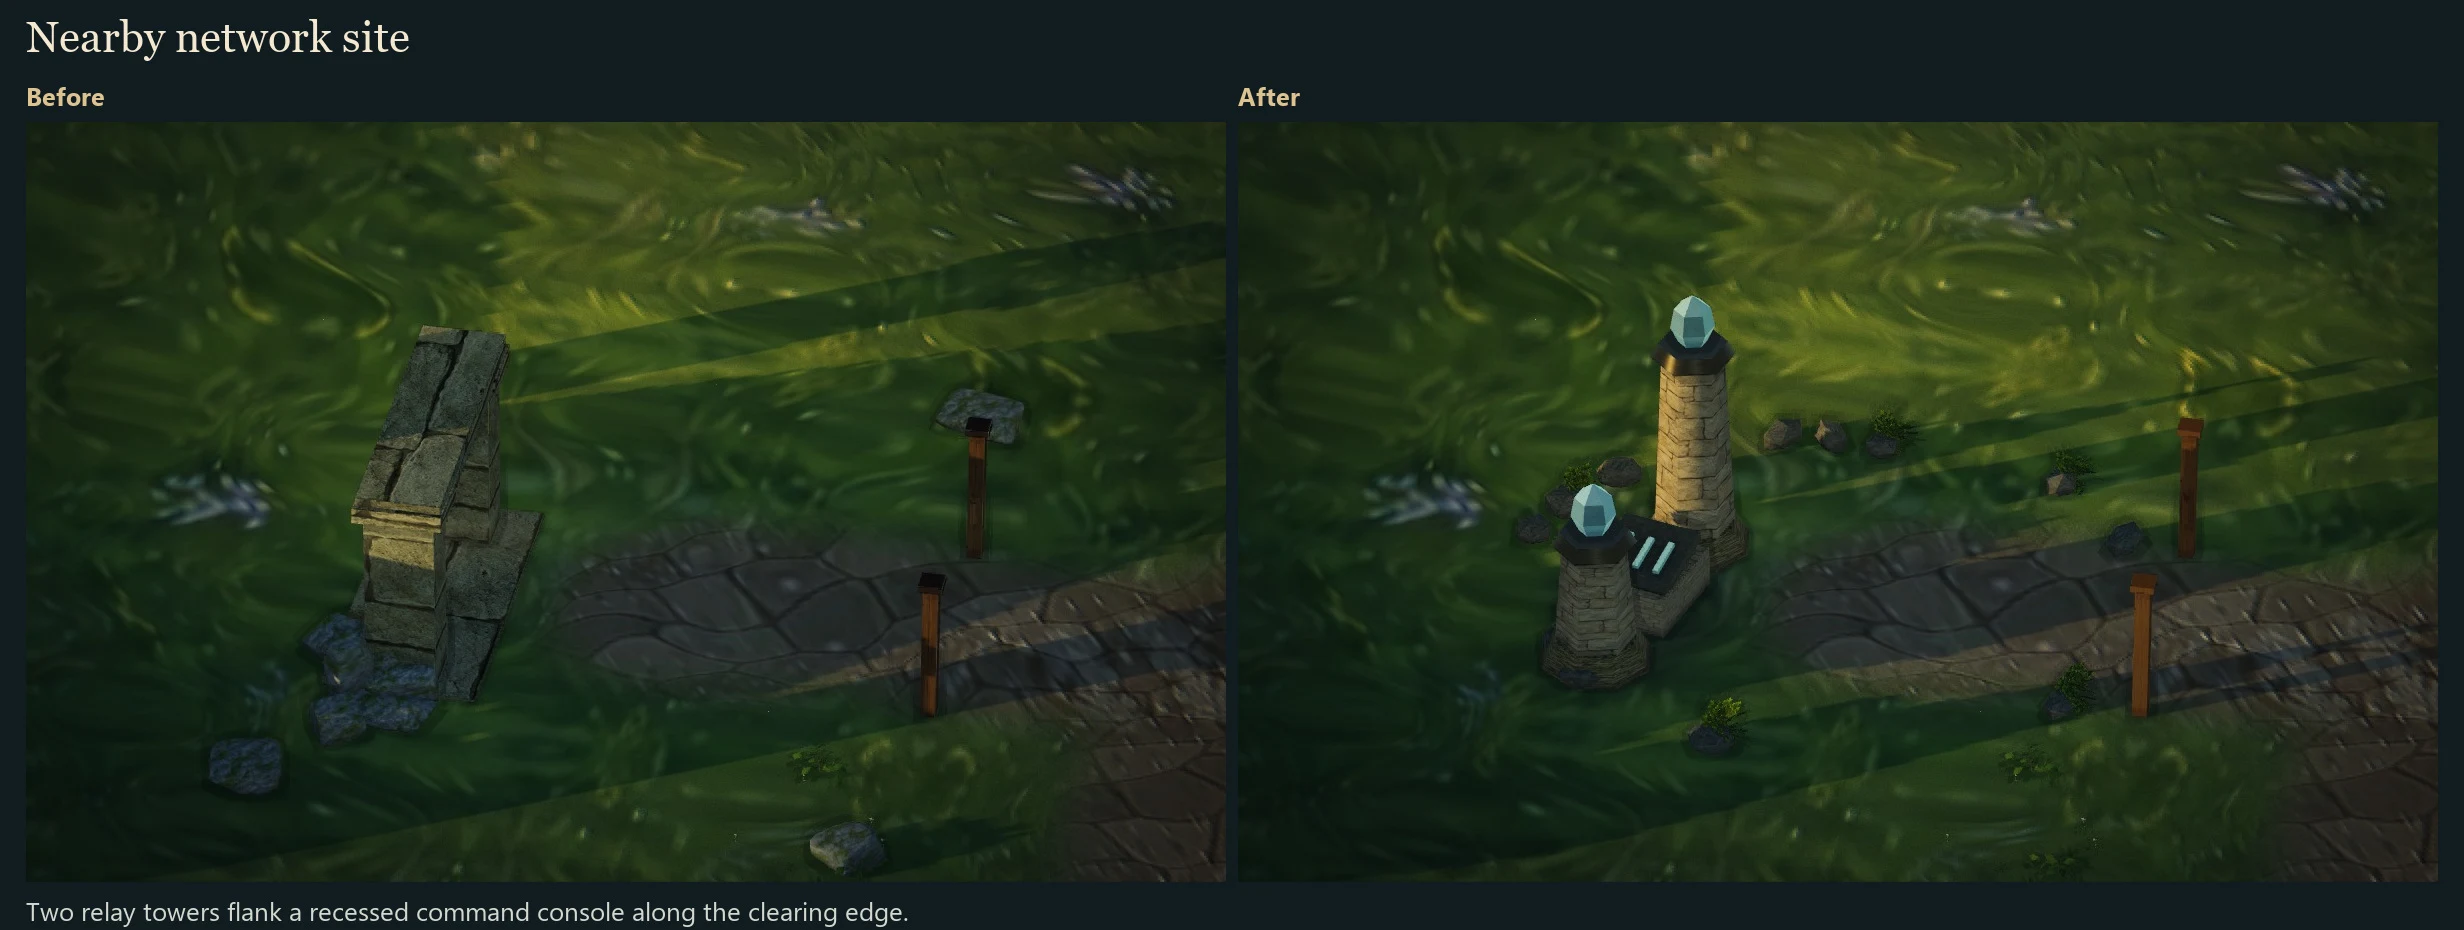 Nearby network site
Before
After
Two relay towers flank a recessed command console along the clearing edge.